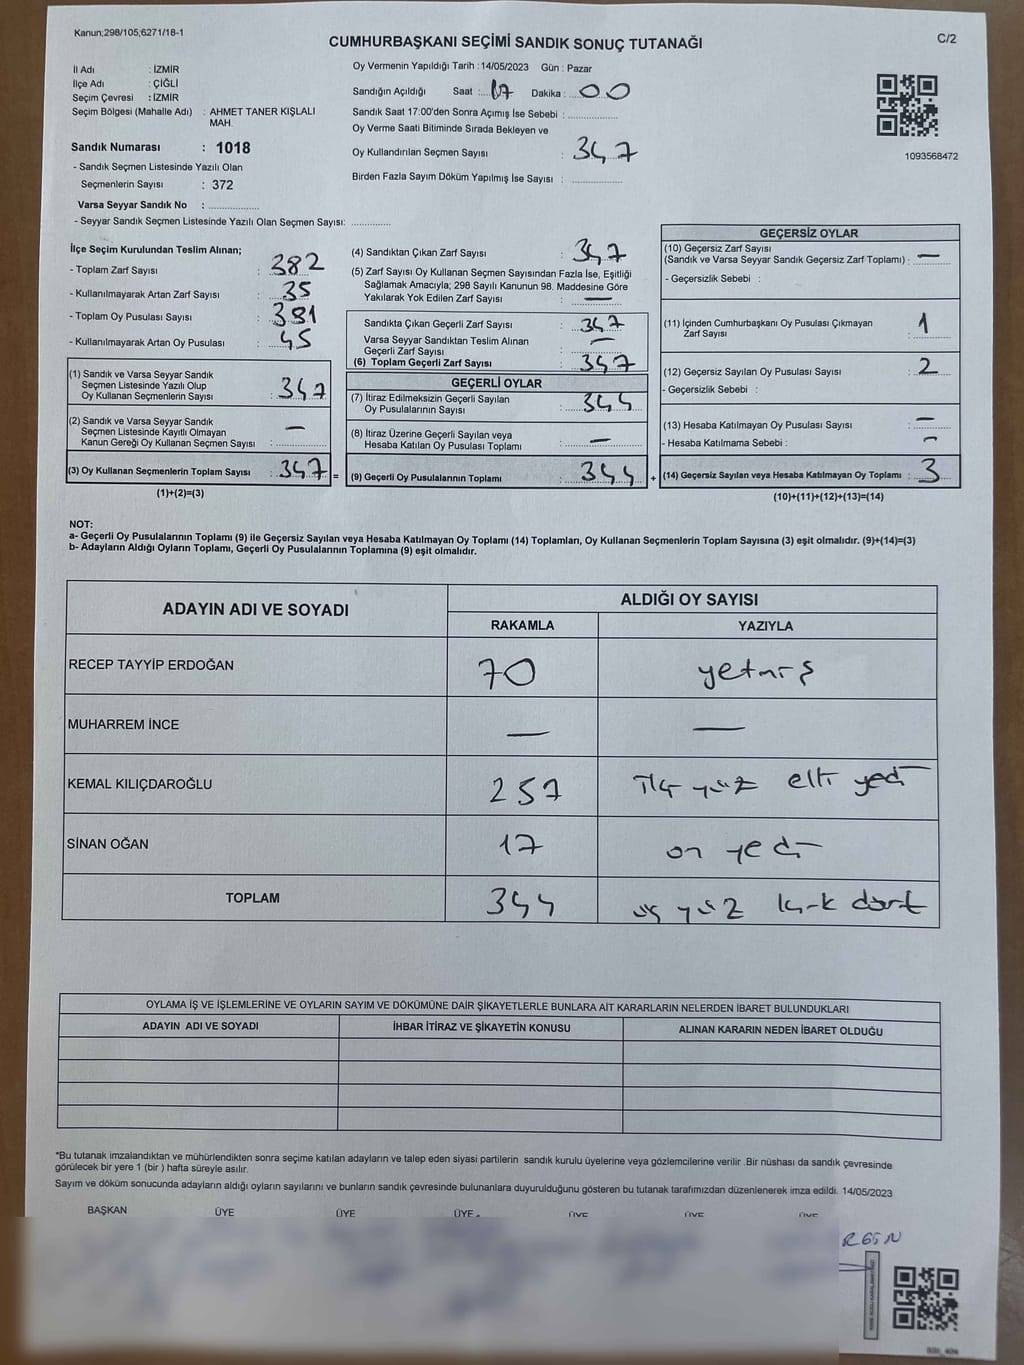 Kanun;298/105;6271/18-1
CUMHURBAŞKANI SEÇİMİ SANDIK SONUÇ TUTANAĞI
C/2
İl Adı : İZMİR
İlçe Adı : ÇİĞLİ
Seçim Çevresi : İZMİR
Seçim Bölgesi (Mahalle Adı) : AHMET TANER KIŞLALI
MAH.
Sandık Numarası : 1018
- Sandık Seçmen Listesinde Yazılı Olan
Seçmenlerin Sayısı : 372
Varsa Seyyar Sandık No : ................
- Seyyar Sandık Seçmen Listesinde Yazılı Olan Seçmen Sayısı: ............
Oy Vermenin Yapıldığı Tarih : 14/05/2023 Gün : Pazar
Sandığın Açıldığı Saat :..... 17 Dakika :.. 00
Sandık Saat 17:00'den Sonra Açımış İse Sebebi : ................
Oy Verme Saati Bitiminde Sırada Bekleyen ve
Oy Kullandırılan Seçmen Sayısı : 347
Birden Fazla Sayım Döküm Yapılmış İse Sayısı : ................
1093568472
İlçe Seçim Kurulundan Teslim Alınan;
- Toplam Zarf Sayısı : 382
- Kullanılmayarak Artan Zarf Sayısı : 35
- Toplam Oy Pusulası Sayısı : 391
- Kullanılmayarak Artan Oy Pusulası : 45
(1) Sandık ve Varsa Seyyar Sandık
Seçmen Listesinde Yazılı Olup
Oy Kullanan Seçmenlerin Sayısı : 347
(2) Sandık ve Varsa Seyyar Sandık
Seçmen Listesinde Kayıtlı Olmayan
Kanun Gereği Oy Kullanan Seçmen Sayısı : —
(3) Oy Kullanan Seçmenlerin Toplam Sayısı : 347 =
(1)+(2)=(3)
(4) Sandıktan Çıkan Zarf Sayısı : 347
(5) Zarf Sayısı Oy Kullanan Seçmen Sayısından Fazla İse, Eşitliği
Sağlamak Amacıyla; 298 Sayılı Kanunun 98. Maddesine Göre
Yakılarak Yok Edilen Zarf Sayısı : —
Sandıkta Çıkan Geçerli Zarf Sayısı : 347
Varsa Seyyar Sandıktan Teslim Alınan
Geçerli Zarf Sayısı : —
(6) Toplam Geçerli Zarf Sayısı : 347
GEÇERLİ OYLAR
(7) İtiraz Edilmeksizin Geçerli Sayılan
Oy Pusulalarının Sayısı : 344
(8) İtiraz Üzerine Geçerli Sayılan veya
Hesaba Katılan Oy Pusulası Toplamı : —
(9) Geçerli Oy Pusulalarının Toplamı : 344 +
GEÇERSİZ OYLAR
(10) Geçersiz Zarf Sayısı
(Sandık ve Varsa Seyyar Sandık Geçersiz Zarf Toplamı) : —
- Geçersizlik Sebebi :
(11) İçinden Cumhurbaşkanı Oy Pusulası Çıkmayan
Zarf Sayısı : 1
(12) Geçersiz Sayılan Oy Pusulası Sayısı : 2
- Geçersizlik Sebebi :
(13) Hesaba Katılmayan Oy Pusulası Sayısı : —
- Hesaba Katılmama Sebebi : —
(14) Geçersiz Sayılan veya Hesaba Katılmayan Oy Toplamı : 3
(10)+(11)+(12)+(13)=(14)
NOT:
a- Geçerli Oy Pusulalarının Toplamı (9) ile Geçersiz Sayılan veya Hesaba Katılmayan Oy Toplamı (14) Toplamları, Oy Kullanan Seçmenlerin Toplam Sayısına (3) eşit olmalıdır. (9)+(14)=(3)
b- Adayların Aldığı Oyların Toplamı, Geçerli Oy Pusulalarının Toplamına (9) eşit olmalıdır.
ADAYIN ADI VE SOYADI ALDIĞI OY SAYISI
RAKAMLA YAZIYLA
RECEP TAYYİP ERDOĞAN 70 yetmiş
MUHARREM İNCE — —
KEMAL KILIÇDAROĞLU 257 iki yüz elli yedi
SİNAN OĞAN 17 on yedi
TOPLAM 344 üç yüz kırk dört
OYLAMA İŞ VE İŞLEMLERİNE VE OYLARIN SAYIM VE DÖKÜMÜNE DAİR ŞİKAYETLERLE BUNLARA AİT KARARLARIN NELERDEN İBARET BULUNDUKLARI
ADAYIN ADI VE SOYADI İHBAR İTİRAZ VE ŞİKAYETİN KONUSU ALINAN KARARIN NEDEN İBARET OLDUĞU
*Bu tutanak imzalandıktan ve mühürlendikten sonra seçime katılan adayların ve talep eden siyasi partilerin sandık kurulu üyelerine veya gözlemcilerine verilir .Bir nüshası da sandık çevresinde
görülecek bir yere 1 (bir ) hafta süreyle asılır.
Sayım ve döküm sonucunda adayların aldığı oyların sayılarını ve bunların sandık çevresinde bulunanlara duyurulduğunu gösteren bu tutanak tarafımızdan düzenlenerek imza edildi. 14/05/2023
BAŞKAN ÜYE ÜYE ÜYE ÜYE ÜYE ÜYE